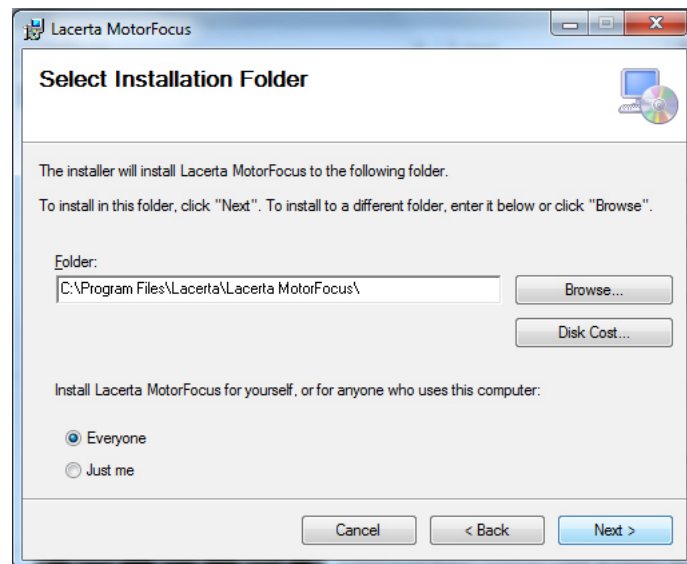 Lacerta MotorFocus
Select Installation Folder
The installer will install Lacerta MotorFocus to the following folder.
To install in this folder, click "Next". To install to a different folder, enter it below or click "Browse".
Folder:
C:\Program Files\Lacerta\Lacerta MotorFocus\
Browse...
Disk Cost...
Install Lacerta MotorFocus for yourself, or for anyone who uses this computer:
Everyone
Just me
Cancel
< Back
Next >